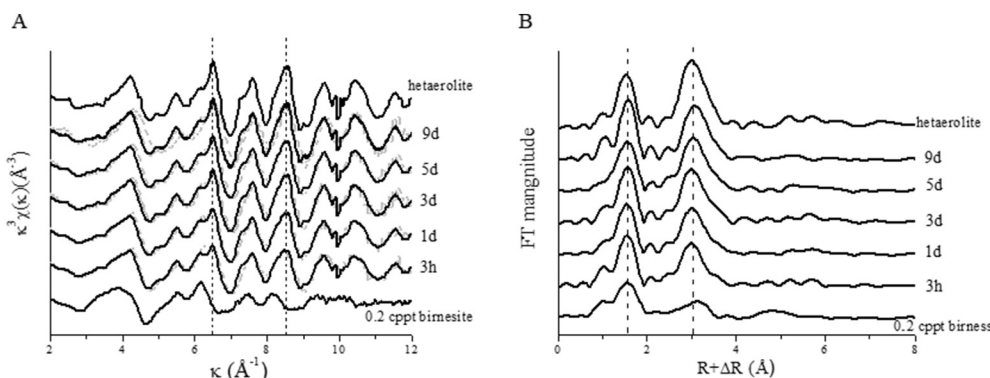 A
B
hetaerolite
9d
5d
3d
1d
3h
0.2 cppt birnesite
κ³χ(κ)(Å⁻³)
2 4 6 8 10 12
κ (Å⁻¹)
hetaerolite
9d
5d
3d
1d
3h
0.2 cppt birness
FT mangnitude
0 2 4 6 8
R+ΔR (Å)